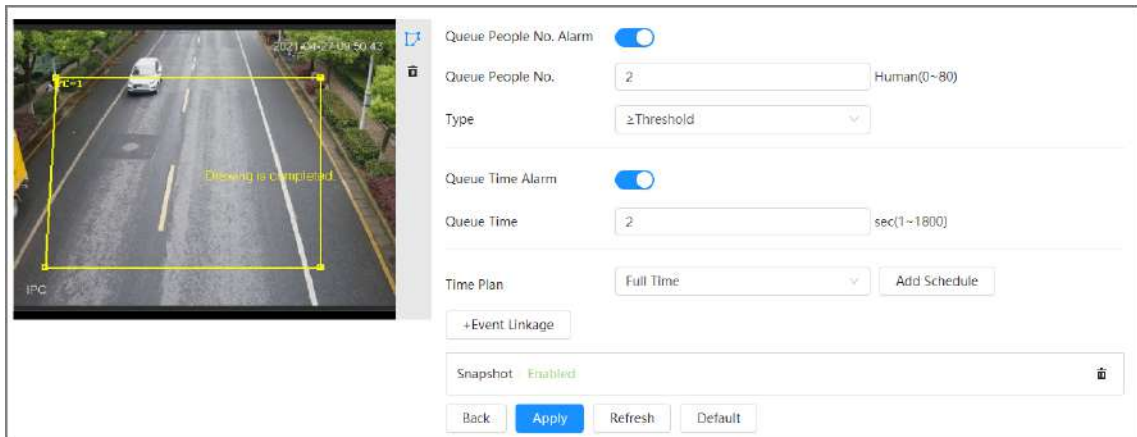 2021-04-27 09:50:43
Drawing is completed.
IPC
Queue People No. Alarm
Queue People No. 2 Human(0~80)
Type ≥Threshold
Queue Time Alarm
Queue Time 2 sec(1~1800)
Time Plan Full Time Add Schedule
+Event Linkage
Snapshot Enabled
Back Apply Refresh Default